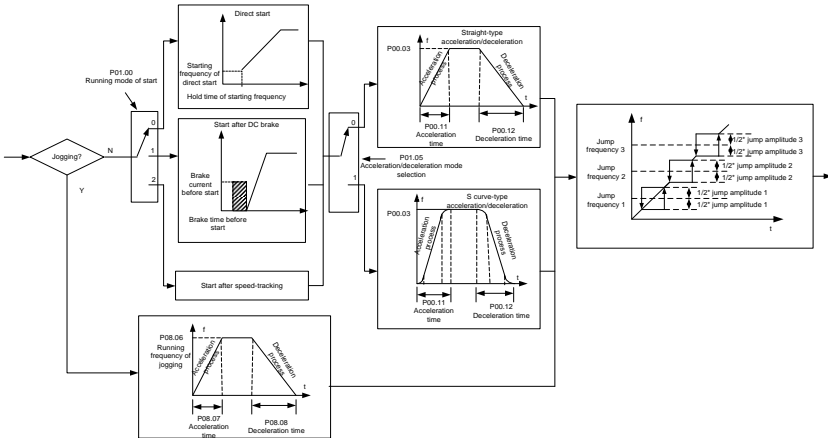 Direct start
f
Starting
frequency of
direct start
t
Hold time of starting frequency
P01.00
Running mode of start
0
1
2
Jogging?
N
Y
Start after DC brake
f
Brake
current
before start
t
Brake time before
start
Start after speed-tracking
0
P01.05
Acceleration/deceleration mode
selection
1
Straight-type
acceleration/deceleration
f
P00.03
Acceleration
process
Deceleration
process
t
P00.11
Acceleration
time
P00.12
Deceleration time
S curve-type
acceleration/deceleration
f
P00.03
Acceleration
process
Deceleration
process
t
P00.11
Acceleration
time
P00.12
Deceleration time
f
P08.06
Running
frequency of
jogging
Acceleration
process
Deceleration
process
t
P08.07
Acceleration
time
P08.08
Deceleration time
f
Jump
frequency 3
1/2* jump amplitude 3
1/2* jump amplitude 3
Jump
frequency 2
1/2* jump amplitude 2
1/2* jump amplitude 2
Jump
frequency 1
1/2* jump amplitude 1
1/2* jump amplitude 1
t